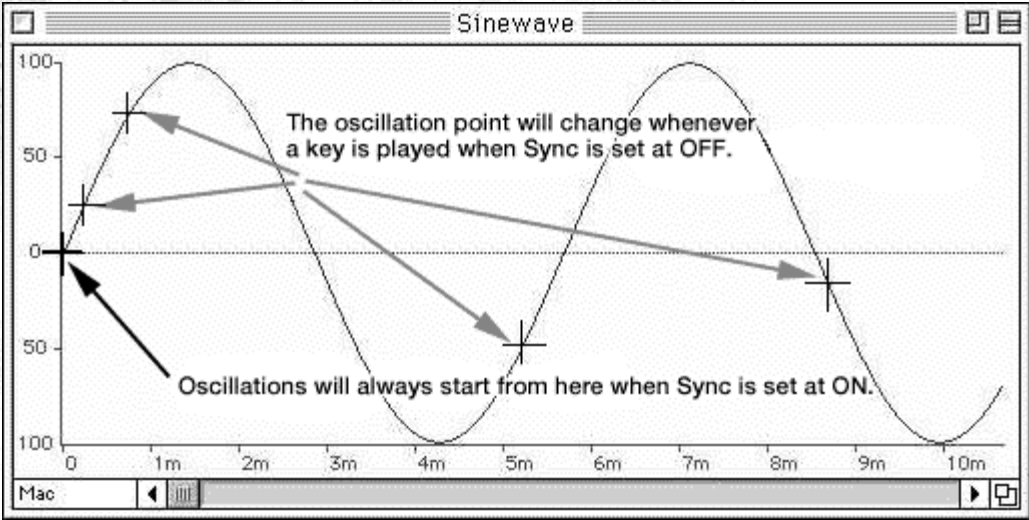 Sinewave
100
The oscillation point will change whenever
a key is played when Sync is set at OFF.
50
0
50
Oscillations will always start from here when Sync is set at ON.
100
0 1m 2m 3m 4m 5m 6m 7m 8m 9m 10m
Mac